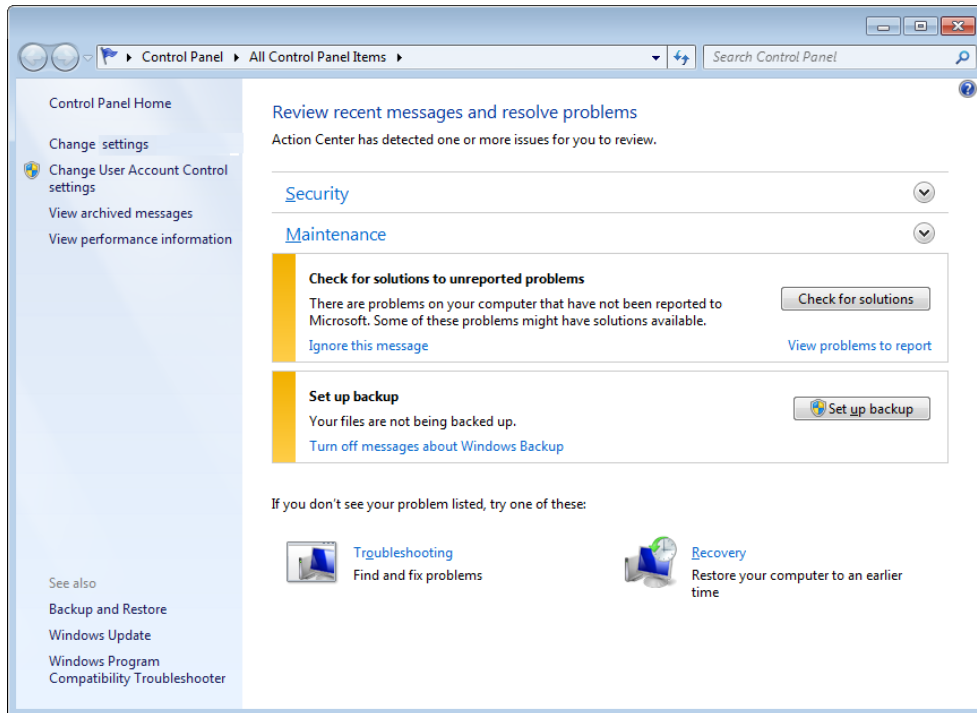 Control Panel All Control Panel Items Search Control Panel
Control Panel Home
Change settings
Change User Account Control
settings
View archived messages
View performance information
Review recent messages and resolve problems
Action Center has detected one or more issues for you to review.
Security
Maintenance
Check for solutions to unreported problems
There are problems on your computer that have not been reported to
Microsoft. Some of these problems might have solutions available.
Check for solutions
Ignore this message
View problems to report
Set up backup
Your files are not being backed up.
Set up backup
Turn off messages about Windows Backup
If you don't see your problem listed, try one of these:
Troubleshooting
Find and fix problems
Recovery
Restore your computer to an earlier
time
See also
Backup and Restore
Windows Update
Windows Program
Compatibility Troubleshooter